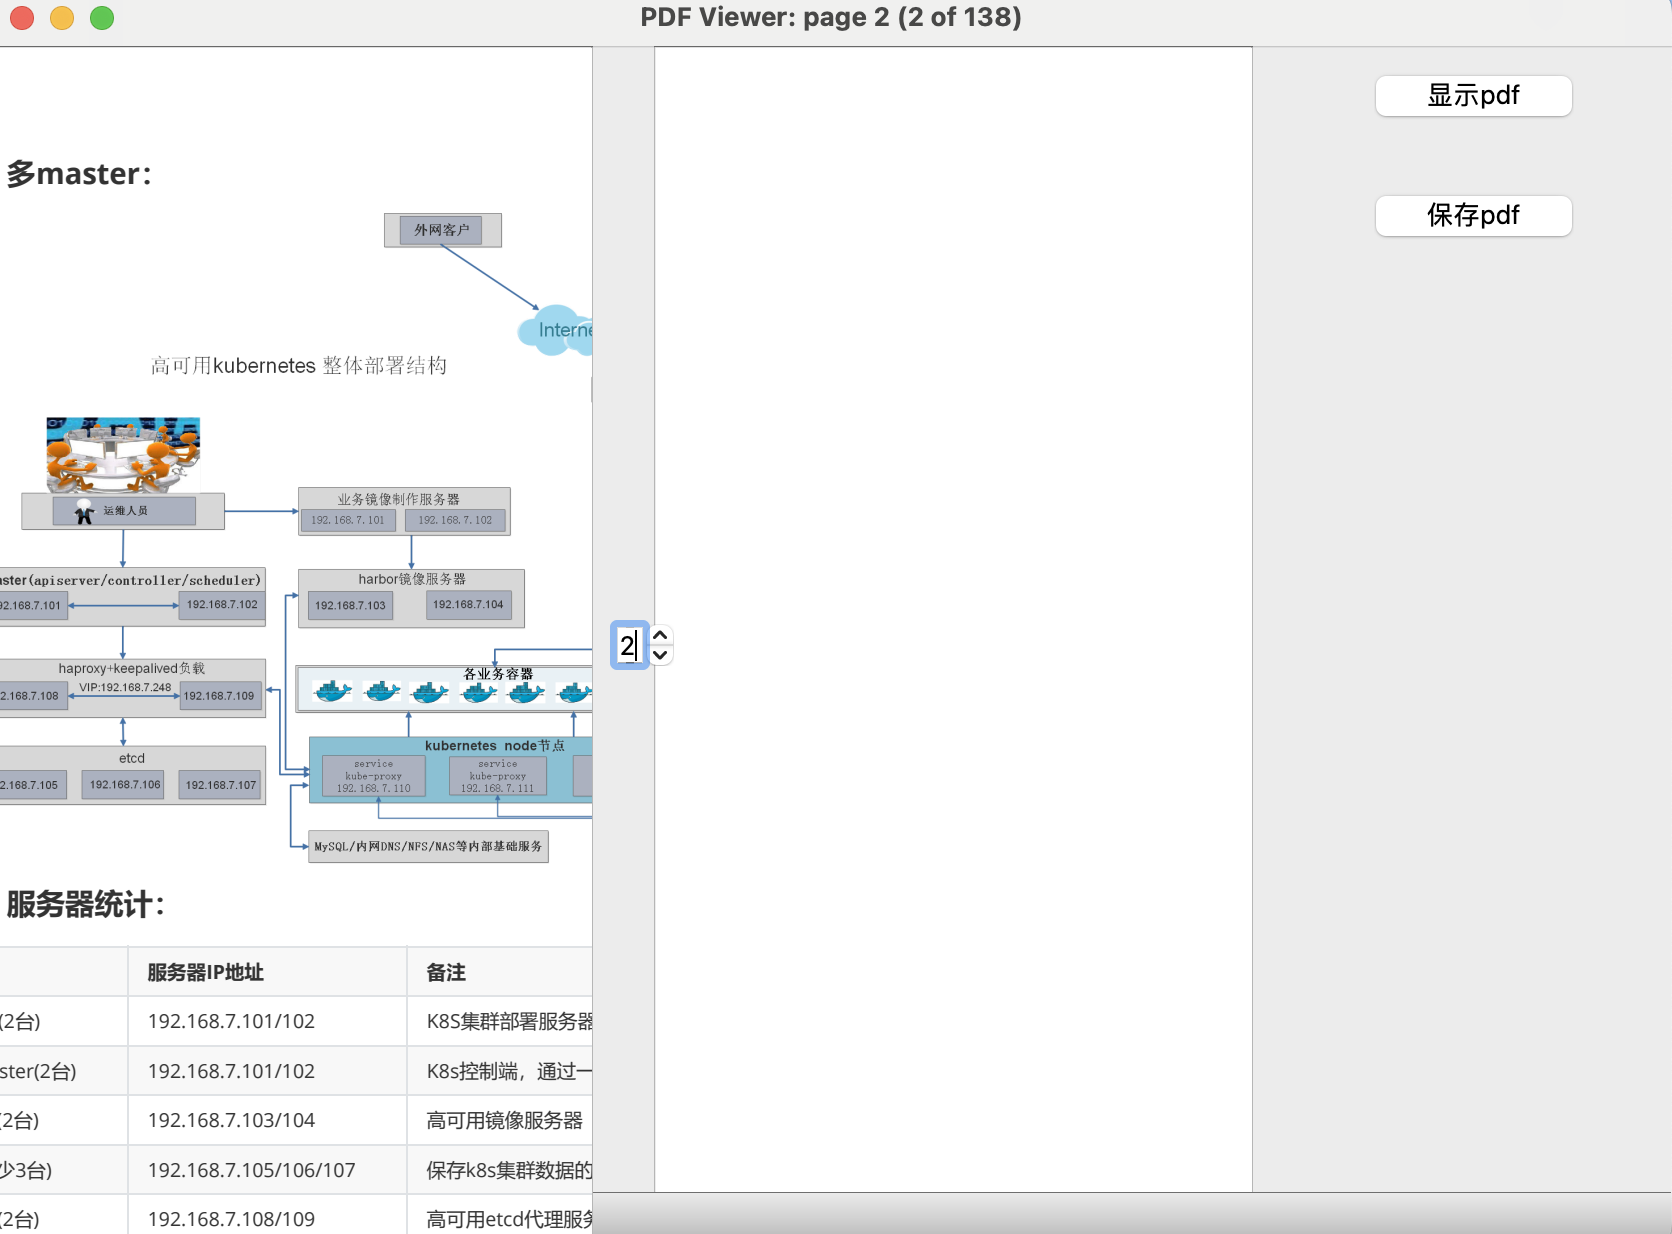 PDF Viewer: page 2 (2 of 138)
显示pdf
保存pdf
多master：
外网客户
Interne
高可用kubernetes 整体部署结构
运维人员
业务镜像制作服务器
192.168.7.101
192.168.7.102
aster(apiserver/controller/scheduler)
92.168.7.101
192.168.7.102
harbor镜像服务器
192.168.7.103
192.168.7.104
2
haproxy+keepalived负载
VIP:192.168.7.248
2.168.7.108
192.168.7.109
各业务容器
etcd
2.168.7.105
192.168.7.106
192.168.7.107
kubernetes node节点
service
kube-proxy
192.168.7.110
service
kube-proxy
192.168.7.111
MySQL/内网DNS/NFS/NAS等内部基础服务
服务器统计：
服务器IP地址
备注
(2台)
192.168.7.101/102
K8S集群部署服务器
ster(2台)
192.168.7.101/102
K8s控制端，通过一
(2台)
192.168.7.103/104
高可用镜像服务器
少3台)
192.168.7.105/106/107
保存k8s集群数据的
(2台)
192.168.7.108/109
高可用etcd代理服务